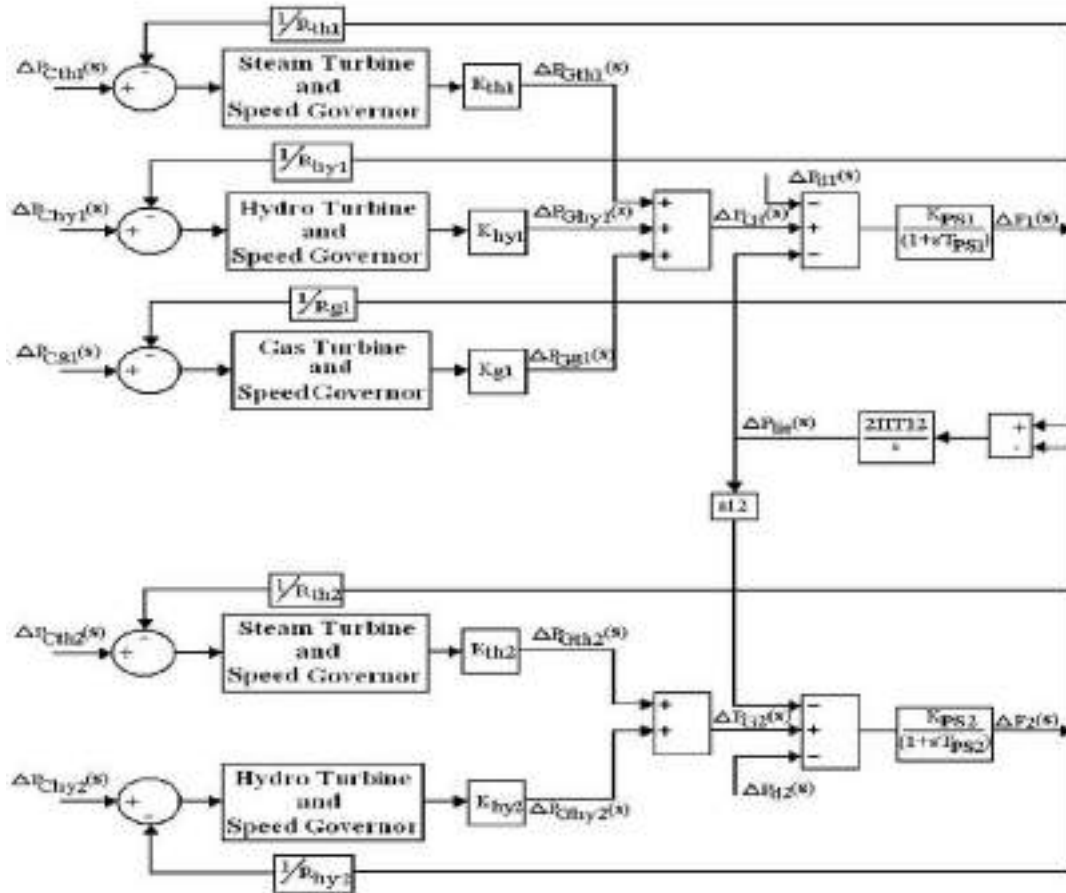 1/Rth1
ΔPCth1(s)
-
+
Steam Turbine
and
Speed Governor
Kth1
ΔPGth1(s)
1/Rhy1
ΔPChy1(s)
-
+
Hydro Turbine
and
Speed Governor
Khy1
ΔPGhy1(s)
+
+
+
ΔPG1(s)
ΔPd1(s)
-
+
-
KPS1
(1+sTPS1)
ΔF1(s)
1/Rg1
ΔPCg1(s)
-
+
Gas Turbine
and
Speed Governor
Kg1
ΔPGg1(s)
ΔPtie(s)
2ΠT12
s
+
-
a12
1/Rth2
ΔPCth2(s)
-
+
Steam Turbine
and
Speed Governor
Kth2
ΔPGth2(s)
+
+
ΔPG2(s)
-
+
-
KPS2
(1+sTPS2)
ΔF2(s)
ΔPChy2(s)
+
-
Hydro Turbine
and
Speed Governor
Khy2
ΔPGhy2(s)
ΔPd2(s)
1/Rhy2